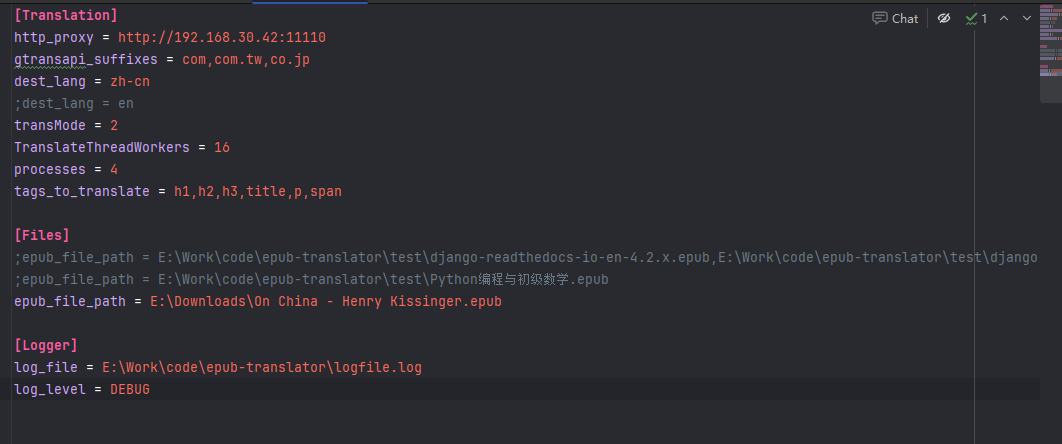 [Translation]
Chat
1
http_proxy = http://192.168.30.42:11110
gtransapi_suffixes = com,com.tw,co.jp
dest_lang = zh-cn
;dest_lang = en
transMode = 2
TranslateThreadWorkers = 16
processes = 4
tags_to_translate = h1,h2,h3,title,p,span
[Files]
;epub_file_path = E:\Work\code\epub-translator\test\django-readthedocs-io-en-4.2.x.epub,E:\Work\code\epub-translator\test\django
;epub_file_path = E:\Work\code\epub-translator\test\Python编程与初级数学.epub
epub_file_path = E:\Downloads\On China - Henry Kissinger.epub
[Logger]
log_file = E:\Work\code\epub-translator\logfile.log
log_level = DEBUG